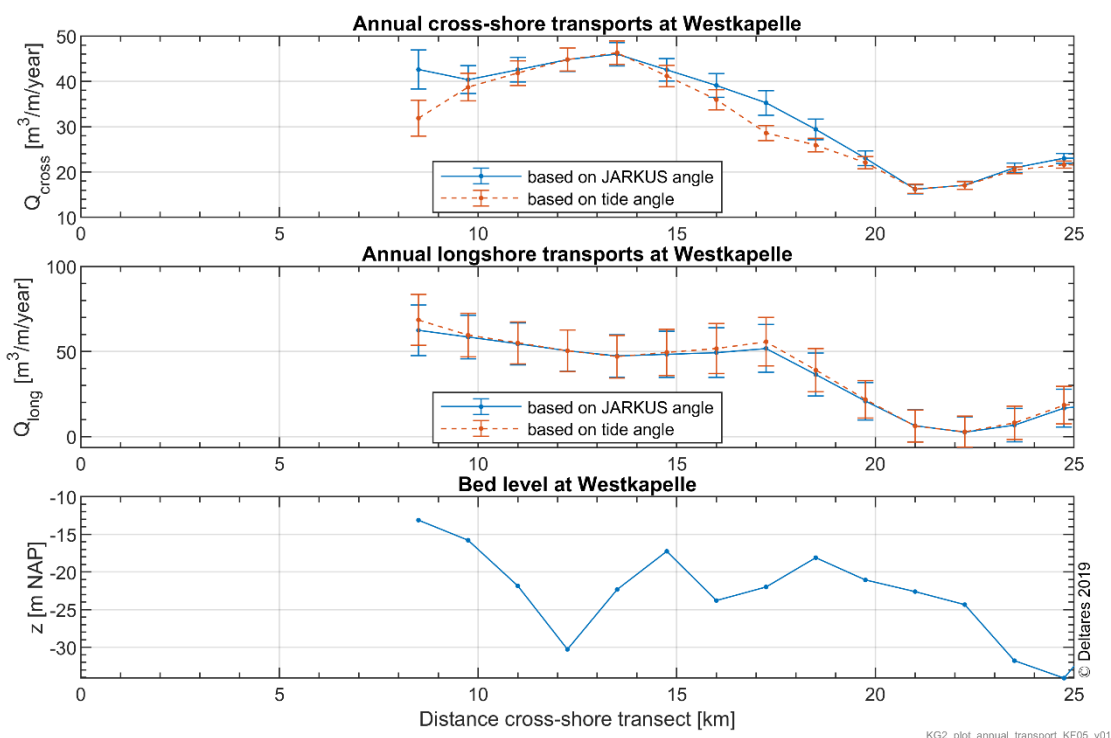 Annual cross-shore transports at Westkapelle
Q_cross [m^3/m/year]
50
40
30
20
10
based on JARKUS angle
based on tide angle
0 5 10 15 20 25
Annual longshore transports at Westkapelle
Q_long [m^3/m/year]
100
50
0
based on JARKUS angle
based on tide angle
0 5 10 15 20 25
Bed level at Westkapelle
z [m NAP]
-10
-15
-20
-25
-30
0 5 10 15 20 25
Distance cross-shore transect [km]
© Deltares 2019
KG2_plot_annual_transport_KF05_v01